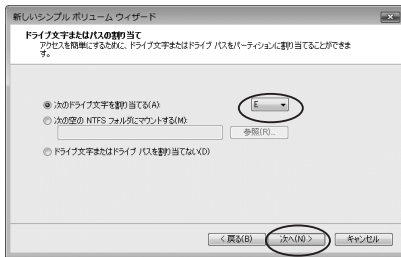 新しいシンプル ボリューム ウィザード
ドライブ文字またはパスの割り当て
アクセスを簡単にするために、ドライブ文字またはドライブ パスをパーティションに割り当てることができま
す。
次のドライブ文字を割り当てる(A):
E
次の空の NTFS フォルダにマウントする(M):
参照(R)...
ドライブ文字またはドライブ パスを割り当てない(D)
< 戻る(B)
次へ(N) >
キャンセル